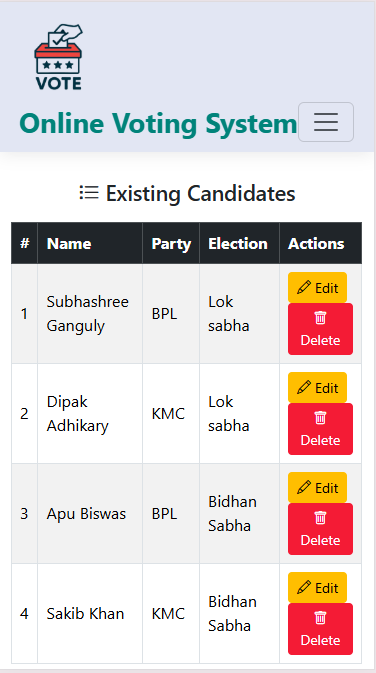 VOTE
Online Voting System
Existing Candidates
# Name Party Election Actions
1 Subhashree Ganguly BPL Lok sabha Edit Delete
2 Dipak Adhikary KMC Lok sabha Edit Delete
3 Apu Biswas BPL Bidhan Sabha Edit Delete
4 Sakib Khan KMC Bidhan Sabha Edit Delete